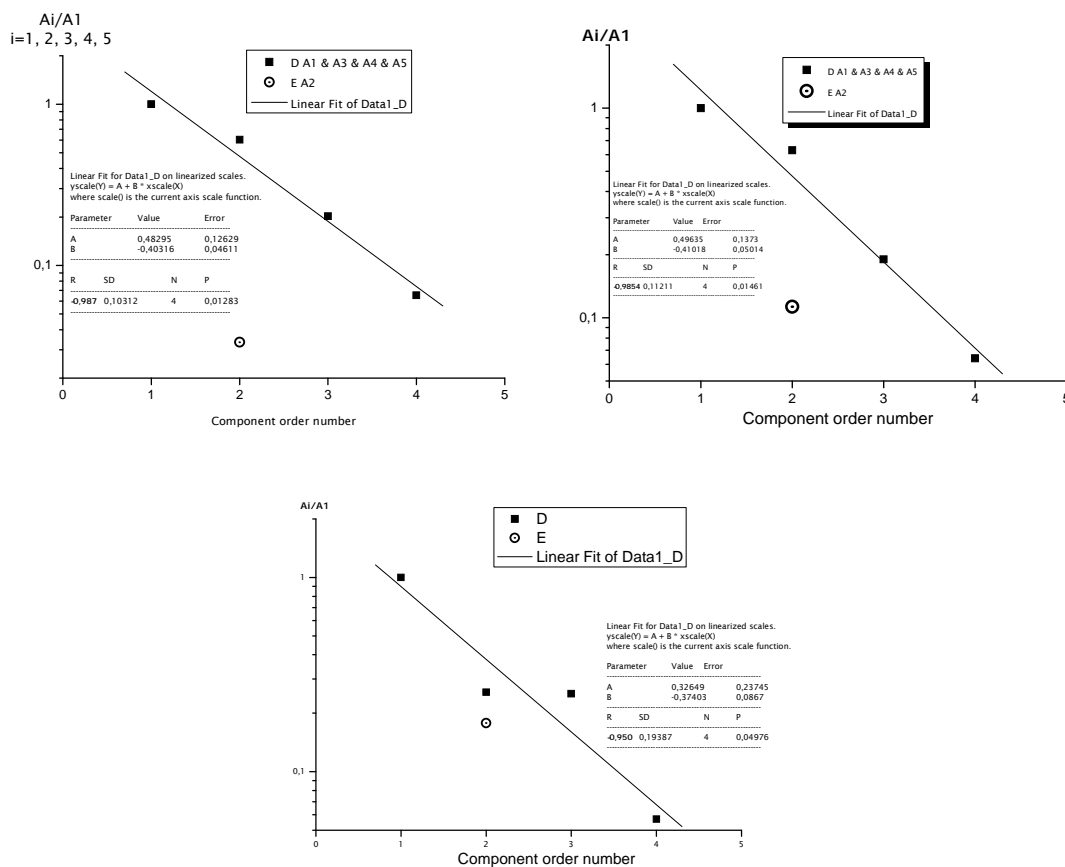 Ai/A1
i=1, 2, 3, 4, 5
D A1 & A3 & A4 & A5
E A2
Linear Fit of Data1_D
1
0,1
Linear Fit for Data1_D on linearized scales.
yscale(Y) = A + B * xscale(X)
where scale() is the current axis scale function.
Parameter Value Error
A 0,48295 0,12629
B -0,40316 0,04611
R SD N P
-0,987 0,10312 4 0,01283
0 1 2 3 4 5
Component order number
Ai/A1
D A1 & A3 & A4 & A5
E A2
Linear Fit of Data1_D
1
0,1
Linear Fit for Data1_D on linearized scales.
yscale(Y) = A + B * xscale(X)
where scale() is the current axis scale function.
Parameter Value Error
A 0,49635 0,1373
B -0,41018 0,05014
R SD N P
-0,9854 0,11211 4 0,01461
0 1 2 3 4 5
Component order number
Ai/A1
D
E
Linear Fit of Data1_D
1
0,1
Linear Fit for Data1_D on linearized scales.
yscale(Y) = A + B * xscale(X)
where scale() is the current axis scale function.
Parameter Value Error
A 0,32649 0,23745
B -0,37403 0,0867
R SD N P
-0,950 0,19387 4 0,04976
0 1 2 3 4 5
Component order number